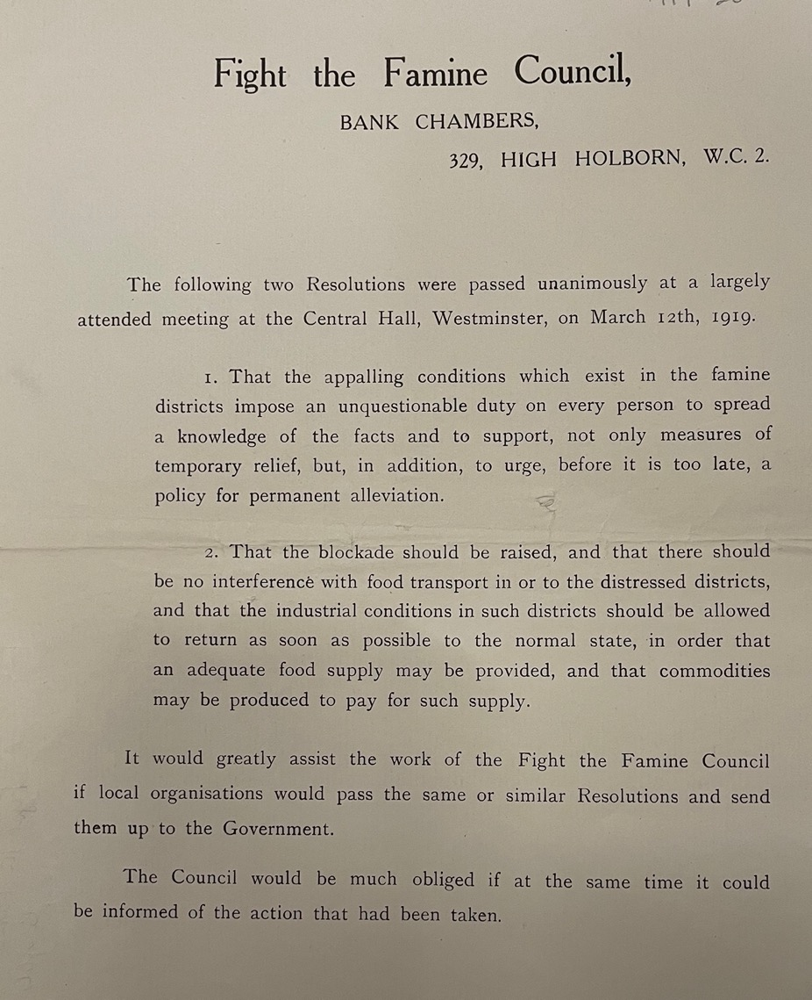 Fight the Famine Council,
BANK CHAMBERS,
329, HIGH HOLBORN, W.C. 2.
The following two Resolutions were passed unanimously at a largely
attended meeting at the Central Hall, Westminster, on March 12th, 1919.
1. That the appalling conditions which exist in the famine
districts impose an unquestionable duty on every person to spread
a knowledge of the facts and to support, not only measures of
temporary relief, but, in addition, to urge, before it is too late, a
policy for permanent alleviation.
2. That the blockade should be raised, and that there should
be no interference with food transport in or to the distressed districts,
and that the industrial conditions in such districts should be allowed
to return as soon as possible to the normal state, in order that
an adequate food supply may be provided, and that commodities
may be produced to pay for such supply.
It would greatly assist the work of the Fight the Famine Council
if local organisations would pass the same or similar Resolutions and send
them up to the Government.
The Council would be much obliged if at the same time it could
be informed of the action that had been taken.